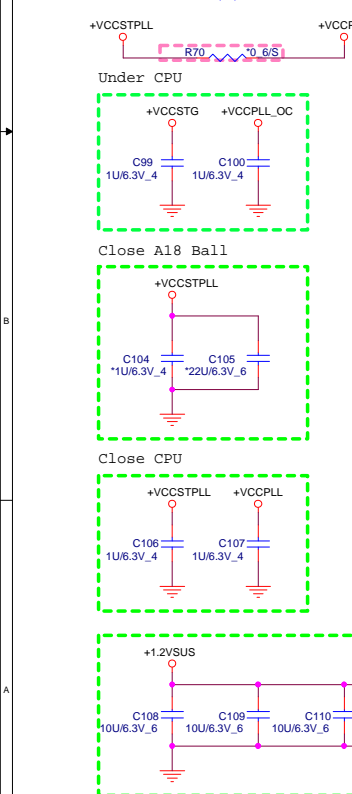 +VCCSTPLL +VCCP
R70 *0_6/S
Under CPU
+VCCSTG +VCCPLL_OC
C99 C100
1U/6.3V_4 1U/6.3V_4
Close A18 Ball
+VCCSTPLL
B
C104 C105
*1U/6.3V_4 *22U/6.3V_6
Close CPU
+VCCSTPLL +VCCPLL
C106 C107
1U/6.3V_4 1U/6.3V_4
+1.2VSUS
A
C108 C109 C110
10U/6.3V_6 10U/6.3V_6 10U/6.3V_6